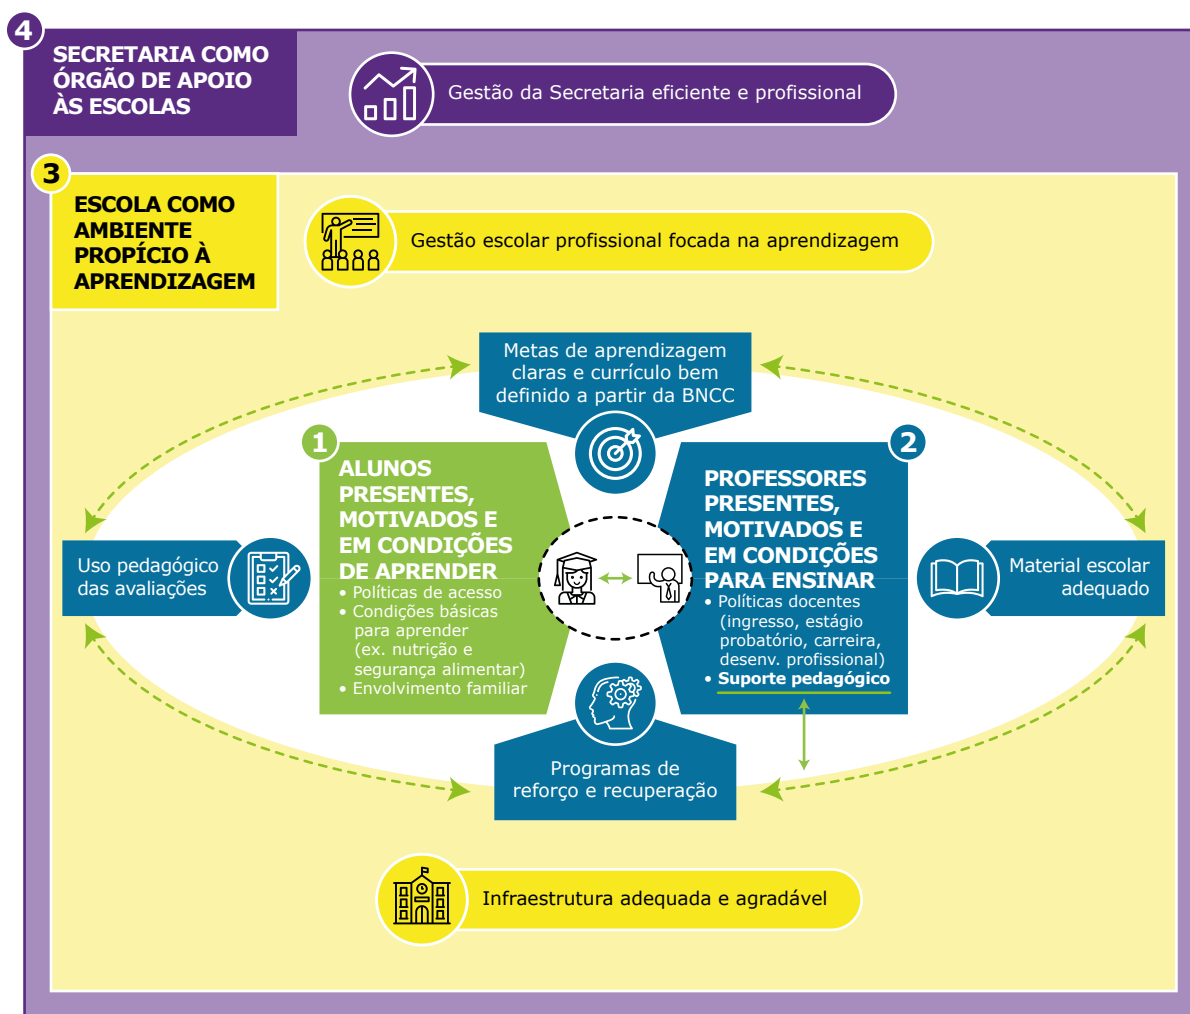 4
SECRETARIA COMO
ÓRGÃO DE APOIO
ÀS ESCOLAS
Gestão da Secretaria eficiente e profissional
3
ESCOLA COMO
AMBIENTE
PROPÍCIO À
APRENDIZAGEM
Gestão escolar profissional focada na aprendizagem
Metas de aprendizagem
claras e currículo bem
definido a partir da BNCC
1
ALUNOS
PRESENTES,
MOTIVADOS E
EM CONDIÇÕES
DE APRENDER
• Políticas de acesso
• Condições básicas
para aprender
(ex. nutrição e
segurança alimentar)
• Envolvimento familiar
2
PROFESSORES
PRESENTES,
MOTIVADOS E
EM CONDIÇÕES
PARA ENSINAR
• Políticas docentes
(ingresso, estágio
probatório, carreira,
desenv. profissional)
• Suporte pedagógico
Uso pedagógico
das avaliações
Material escolar
adequado
Programas de
reforço e recuperação
Infraestrutura adequada e agradável